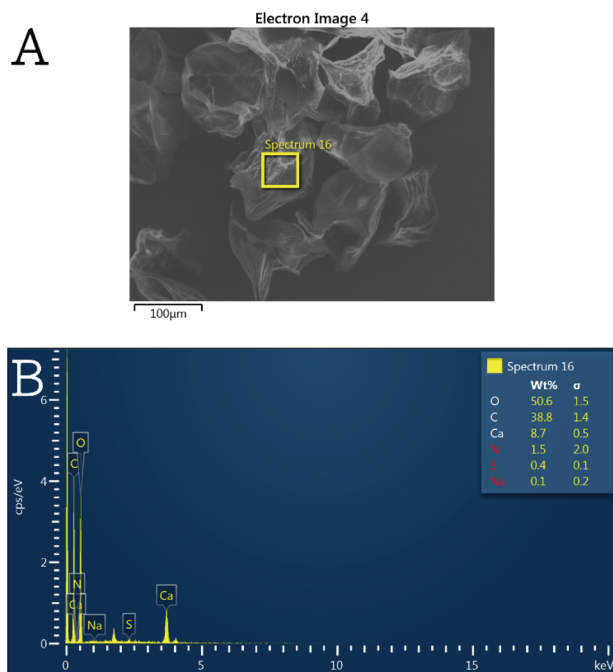 Electron Image 4
A
Spectrum 16
100µm
B
Spectrum 16
Wt% σ
O 50.6 1.5
C 38.8 1.4
Ca 8.7 0.5
N 1.5 2.0
S 0.4 0.1
Na 0.1 0.2
6
4
2
0
cps/eV
O
C
N
Ca
Na
S
Ca
0 5 10 15 keV